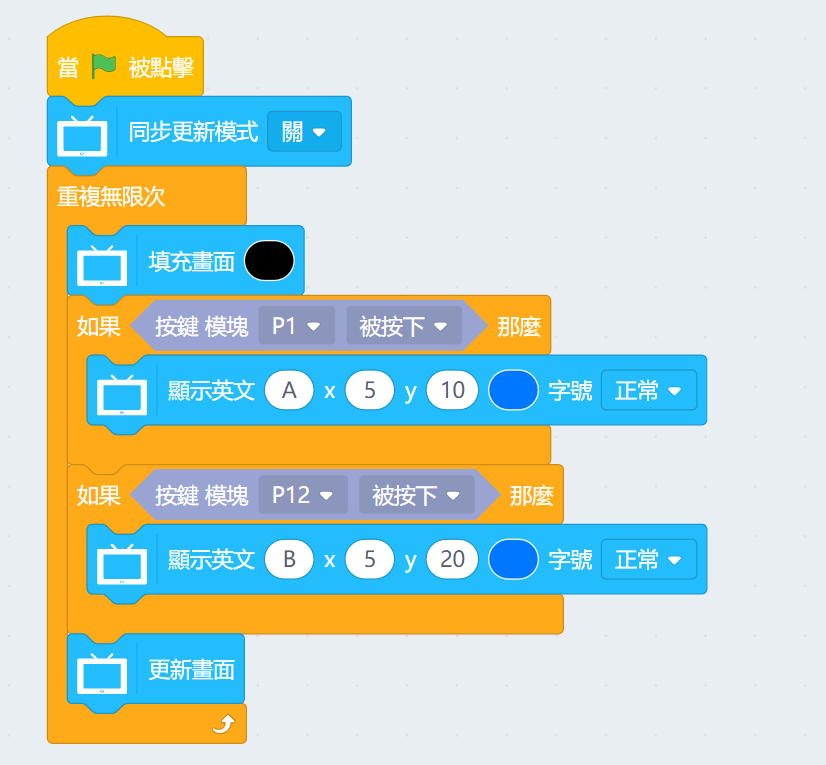 當 被點擊
同步更新模式 關
重複無限次
填充畫面
如果 按鍵 模塊 P1 被按下 那麼
顯示英文 A x 5 y 10 字號 正常
如果 按鍵 模塊 P12 被按下 那麼
顯示英文 B x 5 y 20 字號 正常
更新畫面